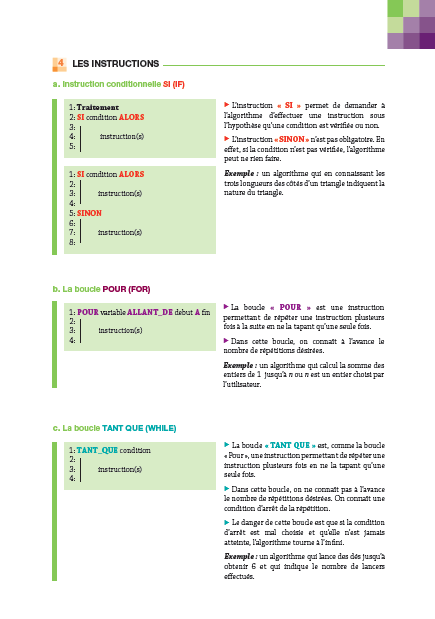 4 LES INSTRUCTIONS
a. Instruction conditionnelle SI (IF)
1: Traitement
2: SI condition ALORS
3:
4: instruction(s)
5:
▶ L'instruction « SI » permet de demander à
l'algorithme d'effectuer une instruction sous
l'hypothèse qu'une condition est vérifiée ou non.
▶ L'instruction « SINON » n'est pas obligatoire. En
effet, si la condition n'est pas vérifiée, l'algorithme
peut ne rien faire.
Exemple : un algorithme qui en connaissant les
trois longueurs des côtés d'un triangle indiquent la
nature du triangle.
1: SI condition ALORS
2:
3: instruction(s)
4:
5: SINON
6:
7: instruction(s)
8:
b. La boucle POUR (FOR)
1: POUR variable ALLANT_DE debut A fin
2:
3: instruction(s)
4:
▶ La boucle « POUR » est une instruction
permettant de répéter une instruction plusieurs
fois à la suite en ne la tapant qu'une seule fois.
▶ Dans cette boucle, on connaît à l'avance le
nombre de répétitions désirées.
Exemple : un algorithme qui calcul la somme des
entiers de 1 jusqu'à n ou n est un entier choisi par
l'utilisateur.
c. La boucle TANT QUE (WHILE)
1: TANT_QUE condition
2:
3: instruction(s)
4:
▶ La boucle « TANT QUE » est, comme la boucle
« Pour », une instruction permettant de répéter une
instruction plusieurs fois en ne la tapant qu'une
seule fois.
▶ Dans cette boucle, on ne connaît pas à l'avance
le nombre de répétitions désirées. On connaît une
condition d'arrêt de la répétition.
▶ Le danger de cette boucle est que si la condition
d'arrêt est mal choisie et qu'elle n'est jamais
atteinte, l'algorithme tourne à l'infini.
Exemple : un algorithme qui lance des dés jusqu'à
obtenir 6 et qui indique le nombre de lancers
effectués.